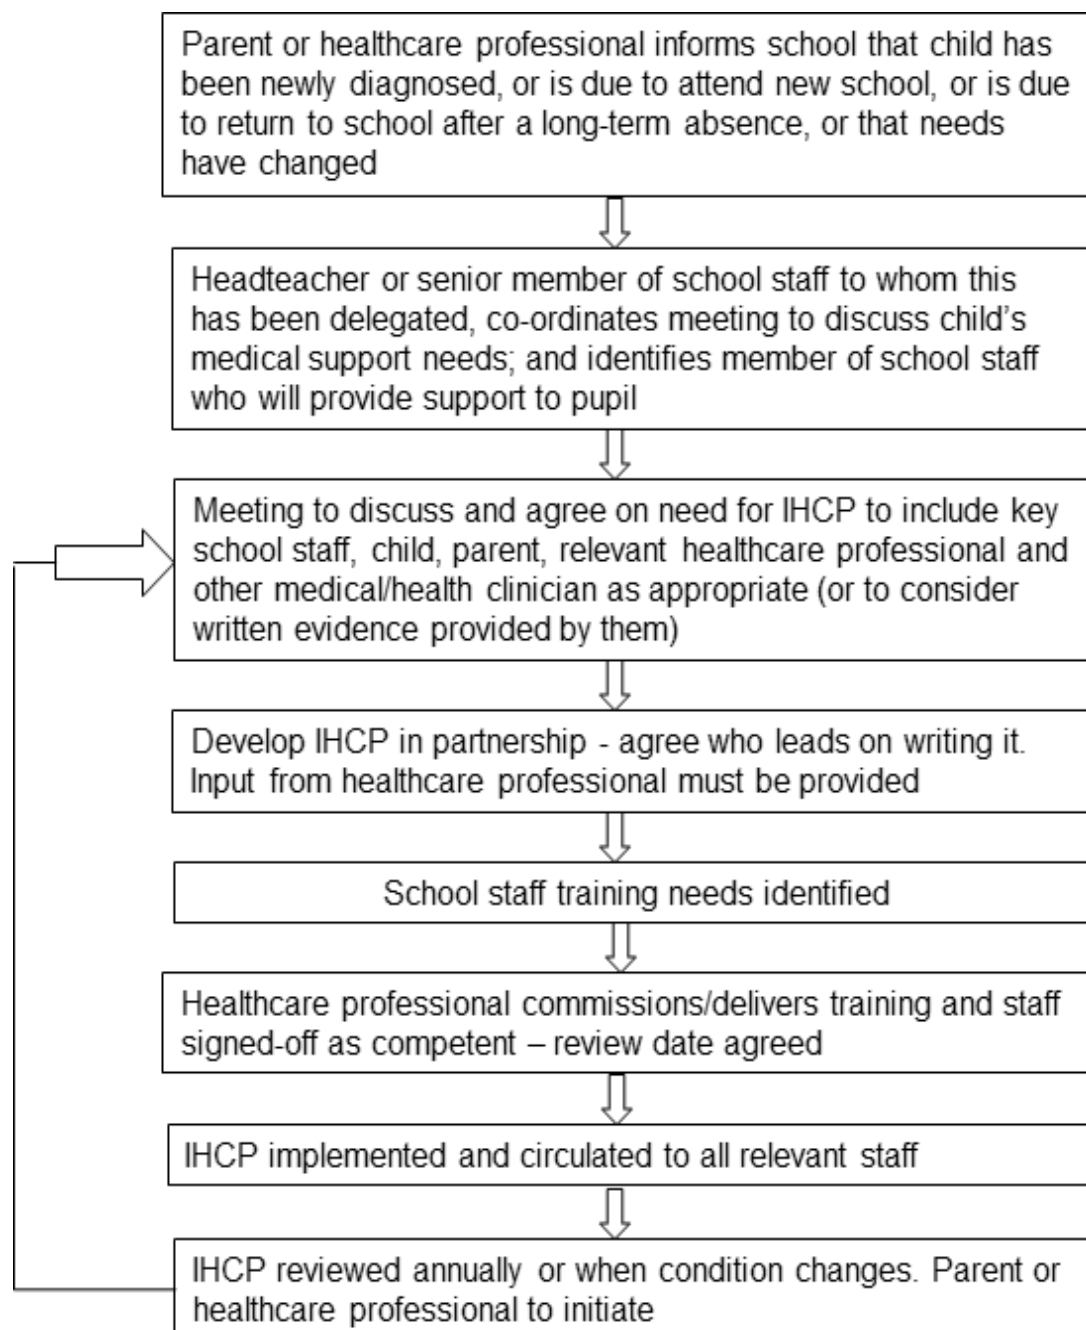 Parent or healthcare professional informs school that child has
been newly diagnosed, or is due to attend new school, or is due
to return to school after a long-term absence, or that needs
have changed
Headteacher or senior member of school staff to whom this
has been delegated, co-ordinates meeting to discuss child's
medical support needs; and identifies member of school staff
who will provide support to pupil
Meeting to discuss and agree on need for IHCP to include key
school staff, child, parent, relevant healthcare professional and
other medical/health clinician as appropriate (or to consider
written evidence provided by them)
Develop IHCP in partnership - agree who leads on writing it.
Input from healthcare professional must be provided
School staff training needs identified
Healthcare professional commissions/delivers training and staff
signed-off as competent – review date agreed
IHCP implemented and circulated to all relevant staff
IHCP reviewed annually or when condition changes. Parent or
healthcare professional to initiate